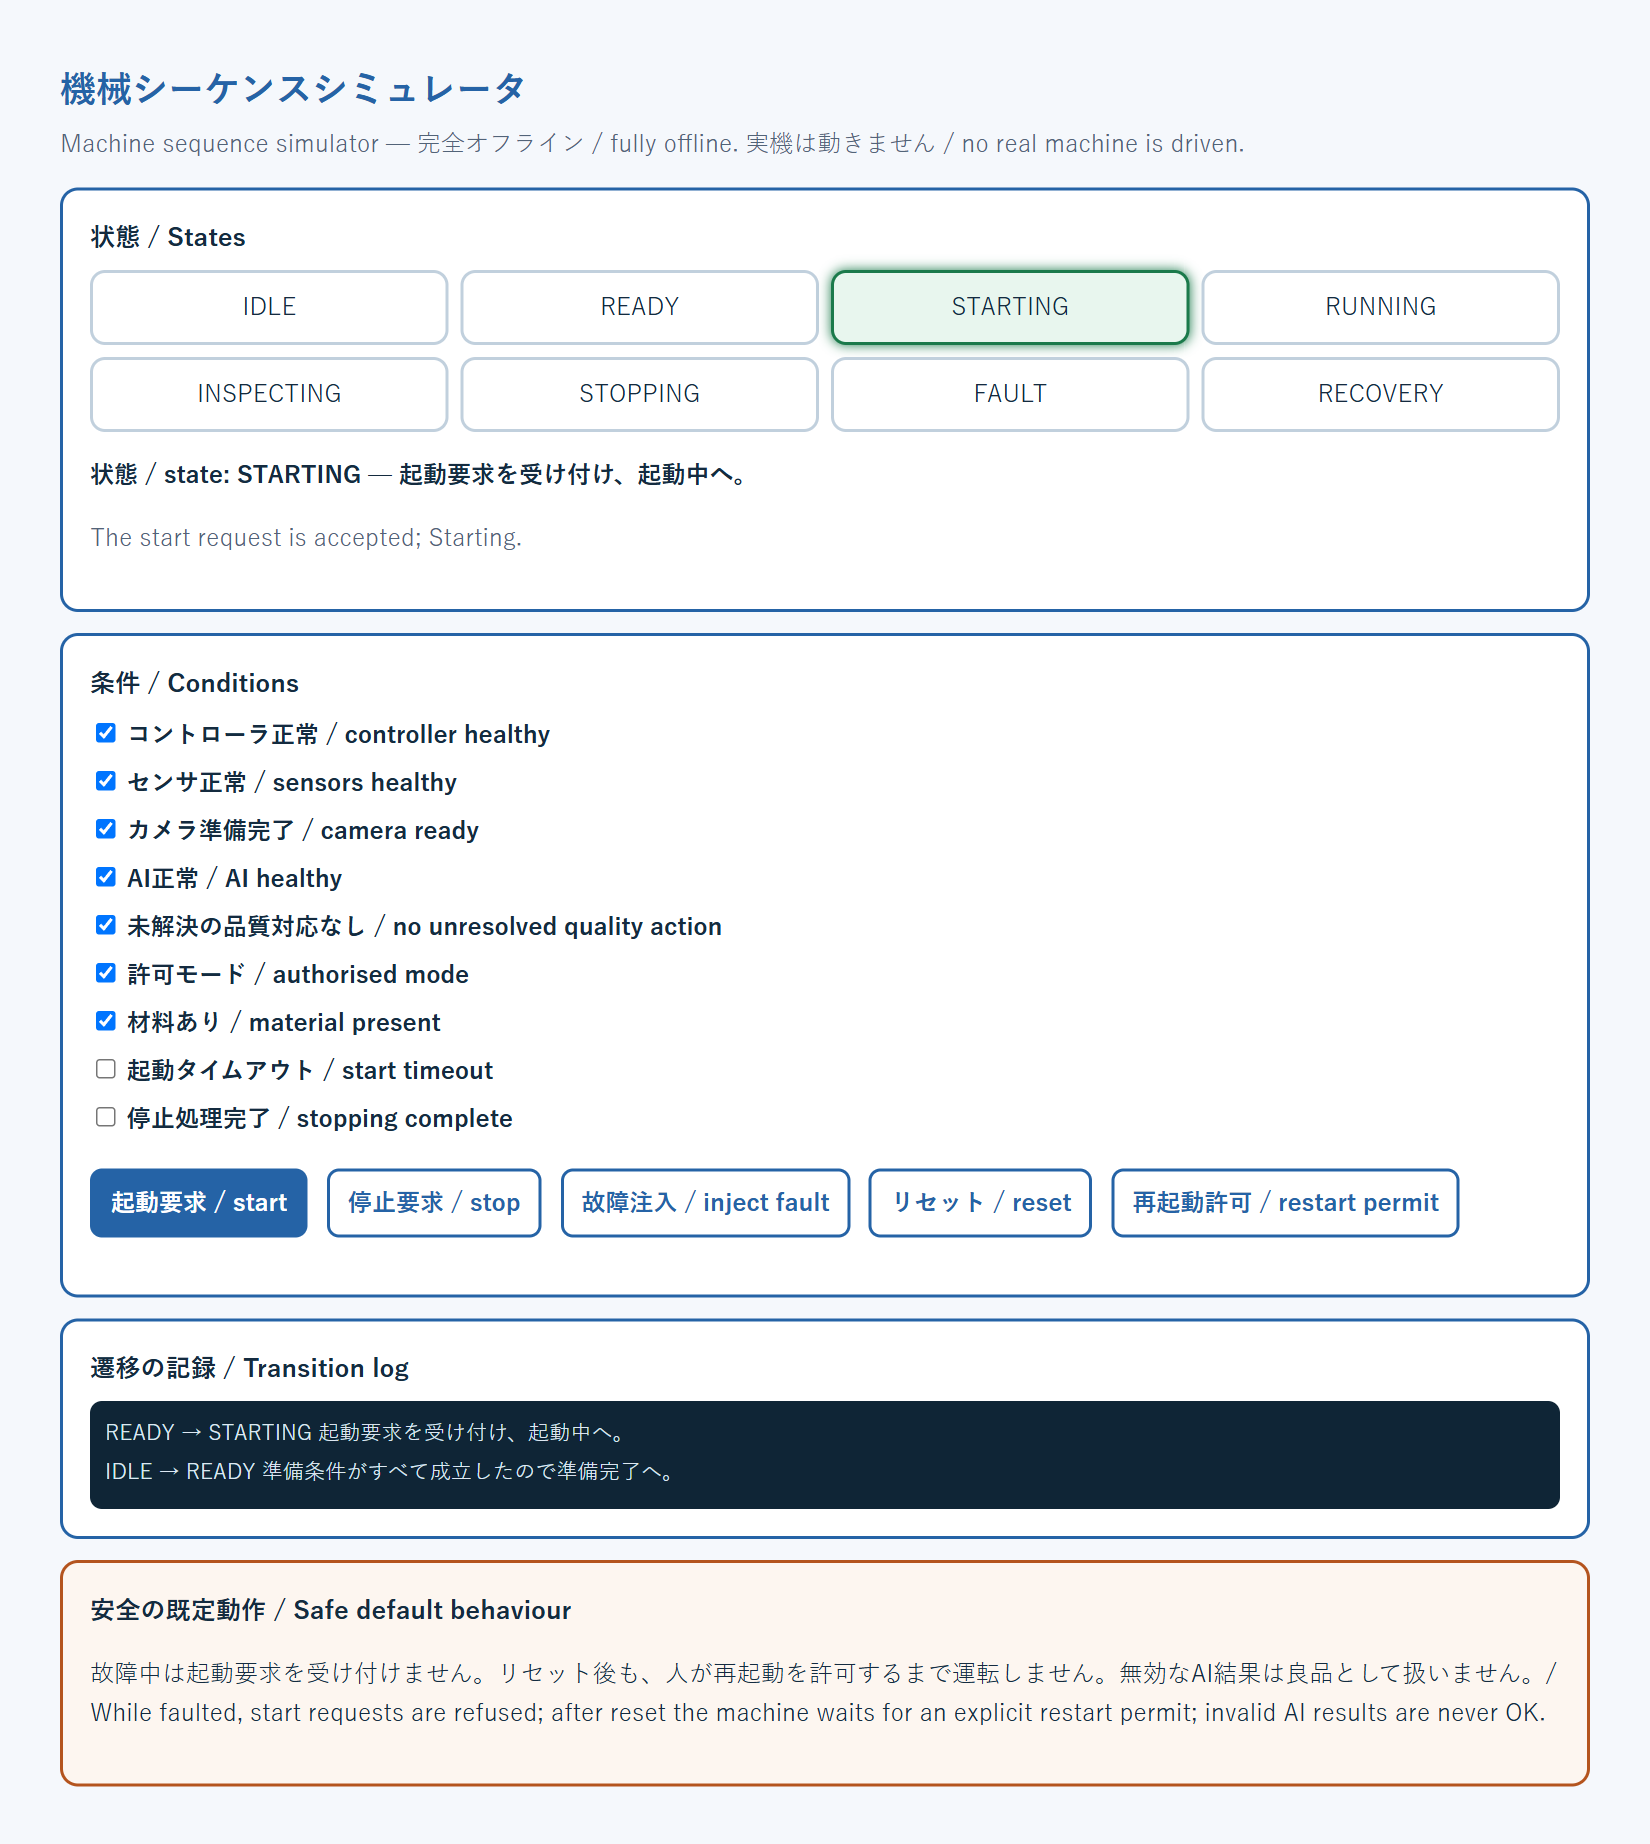 機械シーケンスシミュレータ
Machine sequence simulator — 完全オフライン / fully offline. 実機は動きません / no real machine is driven.
状態 / States
IDLE
READY
STARTING
RUNNING
INSPECTING
STOPPING
FAULT
RECOVERY
状態 / state: STARTING — 起動要求を受け付け、起動中へ。
The start request is accepted; Starting.
条件 / Conditions
コントローラ正常 / controller healthy
センサ正常 / sensors healthy
カメラ準備完了 / camera ready
AI正常 / AI healthy
未解決の品質対応なし / no unresolved quality action
許可モード / authorised mode
材料あり / material present
起動タイムアウト / start timeout
停止処理完了 / stopping complete
起動要求 / start
停止要求 / stop
故障注入 / inject fault
リセット / reset
再起動許可 / restart permit
遷移の記録 / Transition log
READY → STARTING 起動要求を受け付け、起動中へ。
IDLE → READY 準備条件がすべて成立したので準備完了へ。
安全の既定動作 / Safe default behaviour
故障中は起動要求を受け付けません。リセット後も、人が再起動を許可するまで運転しません。無効なAI結果は良品として扱いません。 /
While faulted, start requests are refused; after reset the machine waits for an explicit restart permit; invalid AI results are never OK.